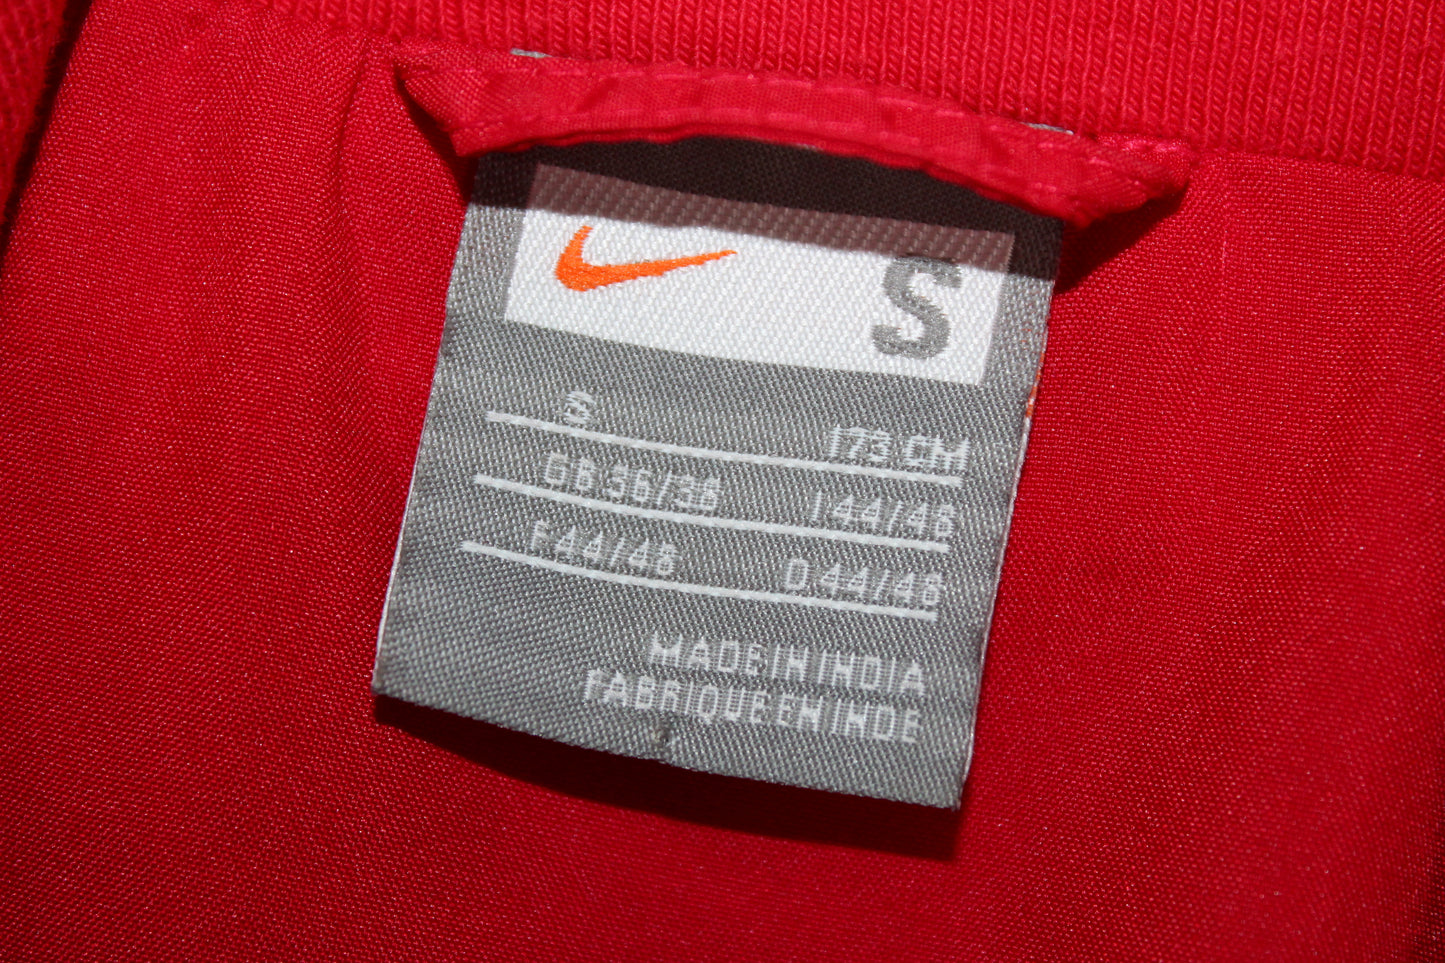 S
S 173 CM
GB 36/38 I 44/46
F 44/46 D 44/46
MADE IN INDIA
FABRIQUE EN INDE